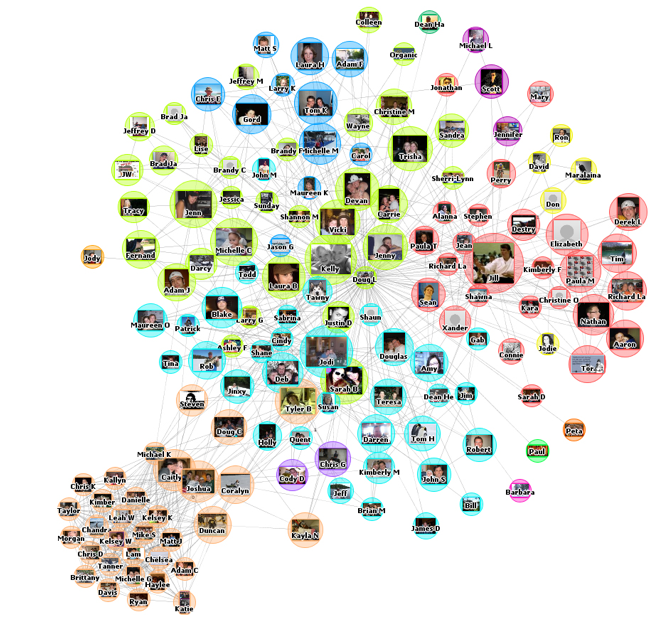 Colleen
Dean Ha
Michael L
Matt S
Laura H
Adam F
Organic
Jeffrey M
Larry K
Jonathan
Scott
Mary
Chris E
Gord
Tom K
Christine M
Brad Ja
Jeffrey D
Wayne
Sandra
Jennifer
Ron
Lise
Brandy F
Michelle M
Carol
Trisha
Brad Ja
JW
Brandy C
John M
Sherri-Lynn
Perry
David
Maralaina
Maureen K
Devan
Jessica
Sunday
Carrie
Don
Tracy
Jenn
Shannon M
Vicki
Alanna
Stephen
Destry
Derek L
Fernand
Michelle C
Jason G
Jenny
Paula T
Jean
Elizabeth
Tim
Jody
Darcy
Todd
Kelly
Doug L
Richard La
Jill
Kimberly F
Paula M
Adam J
Laura B
Tawny
Sean
Shawna
Kara
Christine O
Richard La
Maureen O
Patrick
Blake
Larry G
Sabrina
Justin D
Shaun
Xander
Nathan
Tina
Rob
Ashley F
Shane
Cindy
Jodi
Douglas
Gab
Connie
Jodie
Aaron
Amy
Tor
Jinxy
Deb
Sarah B
Steven
Tyler B
Susan
Teresa
Dean He
Jim
Sarah D
Doug C
Holly
Quent
Darren
Tom H
Robert
Peta
Paul
Michael K
Caitly
Joshua
Coralyn
Cody D
Chris G
Kimberly M
John S
Barbara
Chris K
Kallyn
Kimber
Danielle
Jeff
Brian M
Bill
Taylor
Leah W
Kelsey K
Duncan
Kayla N
James D
Chandra
Morgan
Kelsey W
Mike S
Matt J
Chris D
Lam
Tanner
Chelsea
Brittany
Michelle G
Haylee
Adam C
Davis
Ryan
Katie